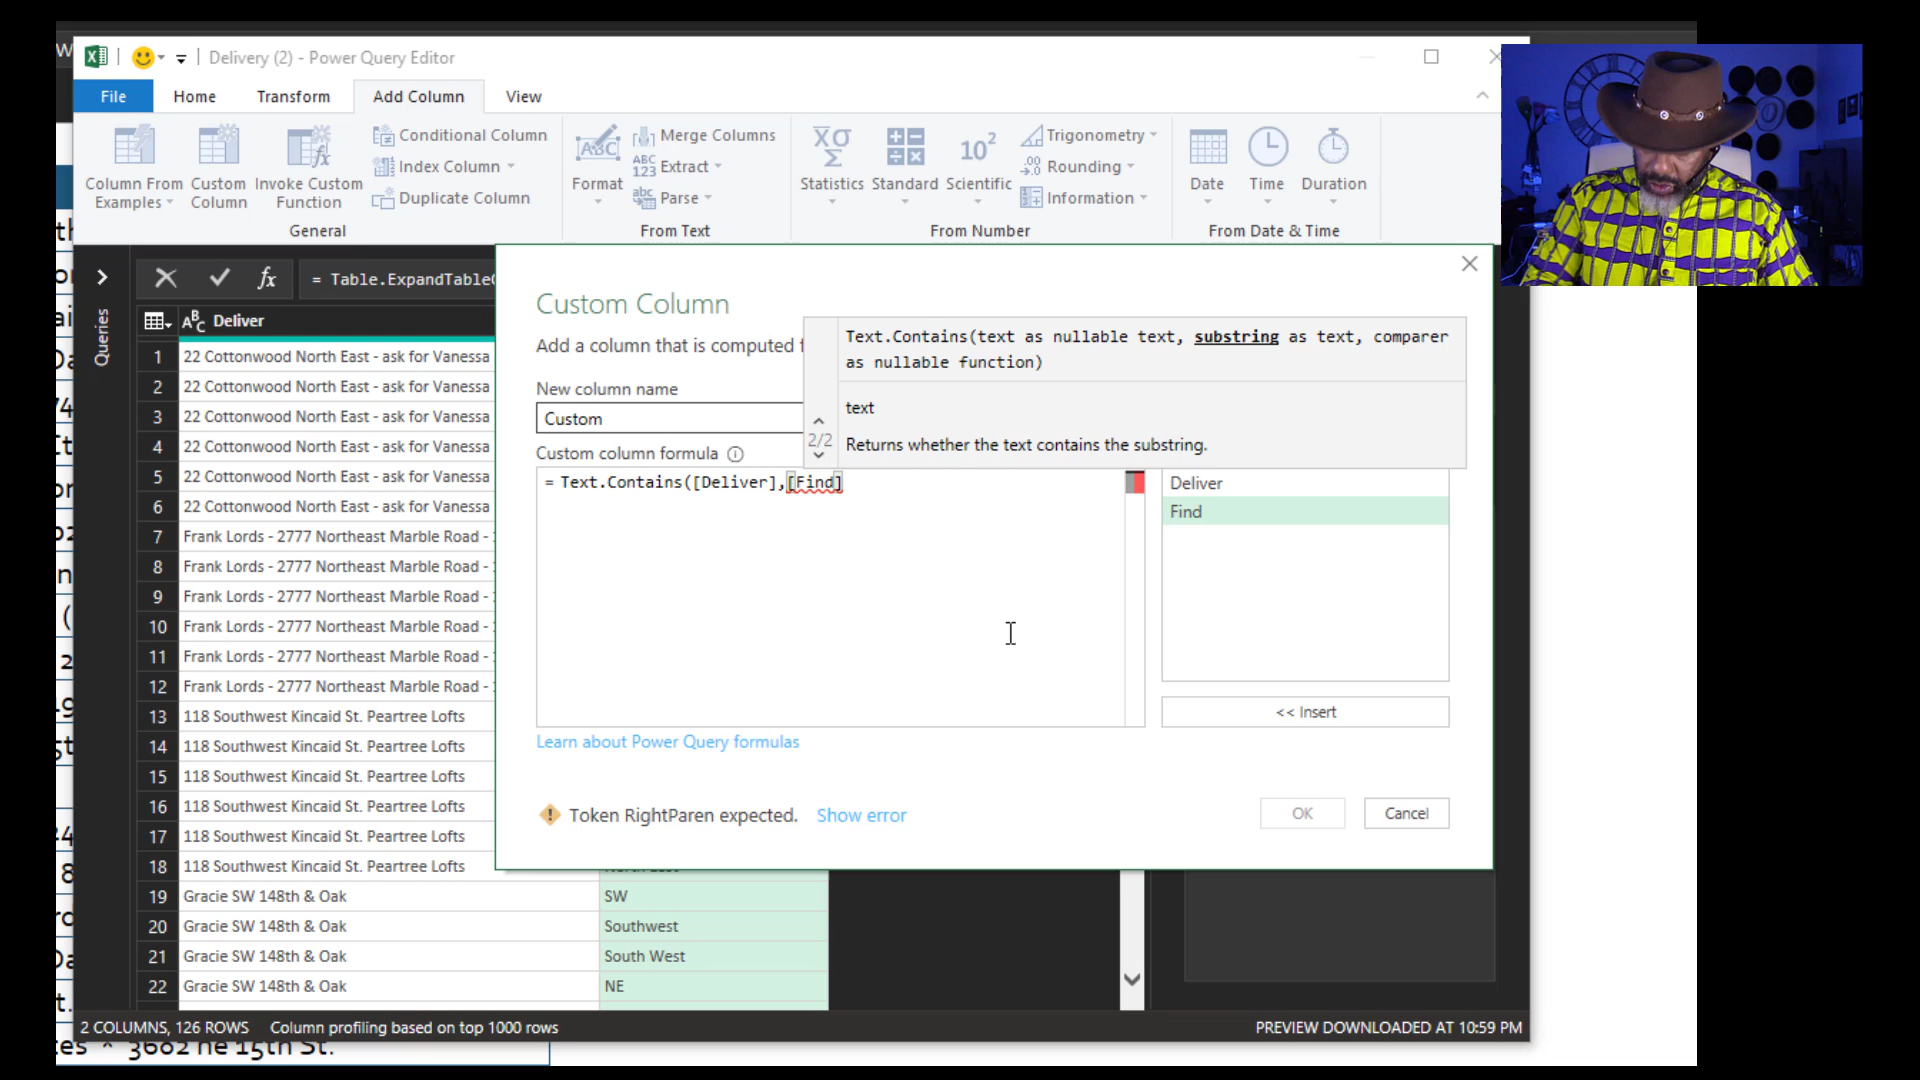 W
Delivery (2) - Power Query Editor
File
Home
Transform
Add Column
View
Column From Examples
Custom Column
Invoke Custom Function
Conditional Column
Index Column
Duplicate Column
General
Format
Merge Columns
Extract
Parse
From Text
Statistics
Standard
Scientific
Trigonometry
Rounding
Information
From Number
Date
Time
Duration
From Date & Time
= Table.ExpandTableC
Queries
Deliver
1 22 Cottonwood North East - ask for Vanessa
2 22 Cottonwood North East - ask for Vanessa
3 22 Cottonwood North East - ask for Vanessa
4 22 Cottonwood North East - ask for Vanessa
5 22 Cottonwood North East - ask for Vanessa
6 22 Cottonwood North East - ask for Vanessa
7 Frank Lords - 2777 Northeast Marble Road -
8 Frank Lords - 2777 Northeast Marble Road -
9 Frank Lords - 2777 Northeast Marble Road -
10 Frank Lords - 2777 Northeast Marble Road -
11 Frank Lords - 2777 Northeast Marble Road -
12 Frank Lords - 2777 Northeast Marble Road -
13 118 Southwest Kincaid St. Peartree Lofts
14 118 Southwest Kincaid St. Peartree Lofts
15 118 Southwest Kincaid St. Peartree Lofts
16 118 Southwest Kincaid St. Peartree Lofts
17 118 Southwest Kincaid St. Peartree Lofts
18 118 Southwest Kincaid St. Peartree Lofts
19 Gracie SW 148th & Oak SW
20 Gracie SW 148th & Oak Southwest
21 Gracie SW 148th & Oak South West
22 Gracie SW 148th & Oak NE
Custom Column
Add a column that is computed f
New column name
Custom
Custom column formula
= Text.Contains([Deliver],[Find]
Text.Contains(text as nullable text, substring as text, comparer
as nullable function)
text
2/2
Returns whether the text contains the substring.
Deliver
Find
<< Insert
Learn about Power Query formulas
Token RightParen expected. Show error
OK
Cancel
2 COLUMNS, 126 ROWS Column profiling based on top 1000 rows
PREVIEW DOWNLOADED AT 10:59 PM
3682 ne 15th St.